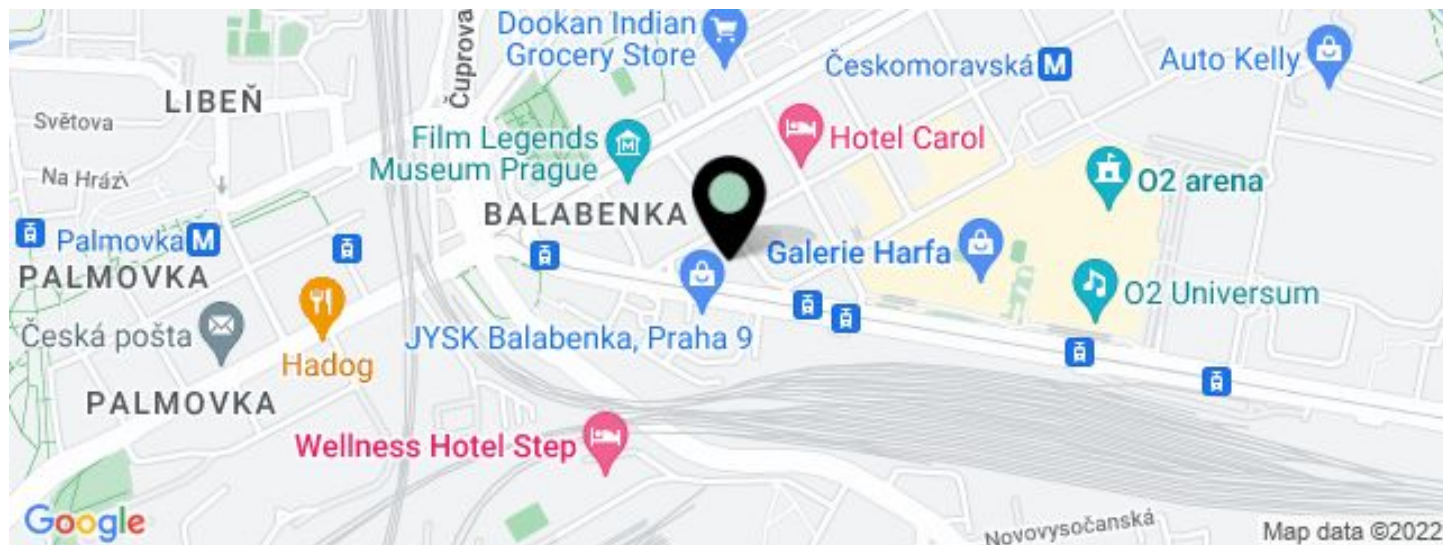 Dookan Indian
Grocery Store
Čuprova
Českomoravská M
Auto Kelly
LIBEŇ
Světova
Film Legends
Museum Prague
Hotel Carol
Na Hráz
O2 arena
BALABENKA
Palmovka M
Galerie Harfa
PALMOVKA
O2 Universum
Česká pošta
JYSK Balabenka, Praha 9
Hadog
PALMOVKA
Wellness Hotel Step
Google
Novovysočanská
Map data ©2022